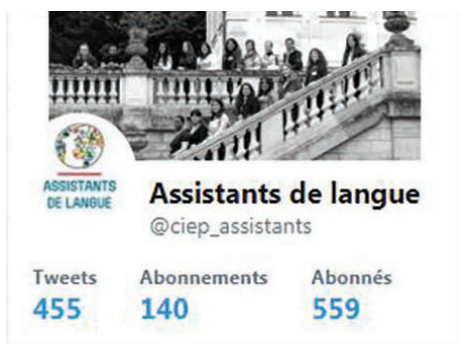 ASSISTANTS
DE LANGUE
Assistants de langue
@ciep_assistants
Tweets Abonnements Abonnés
455 140 559